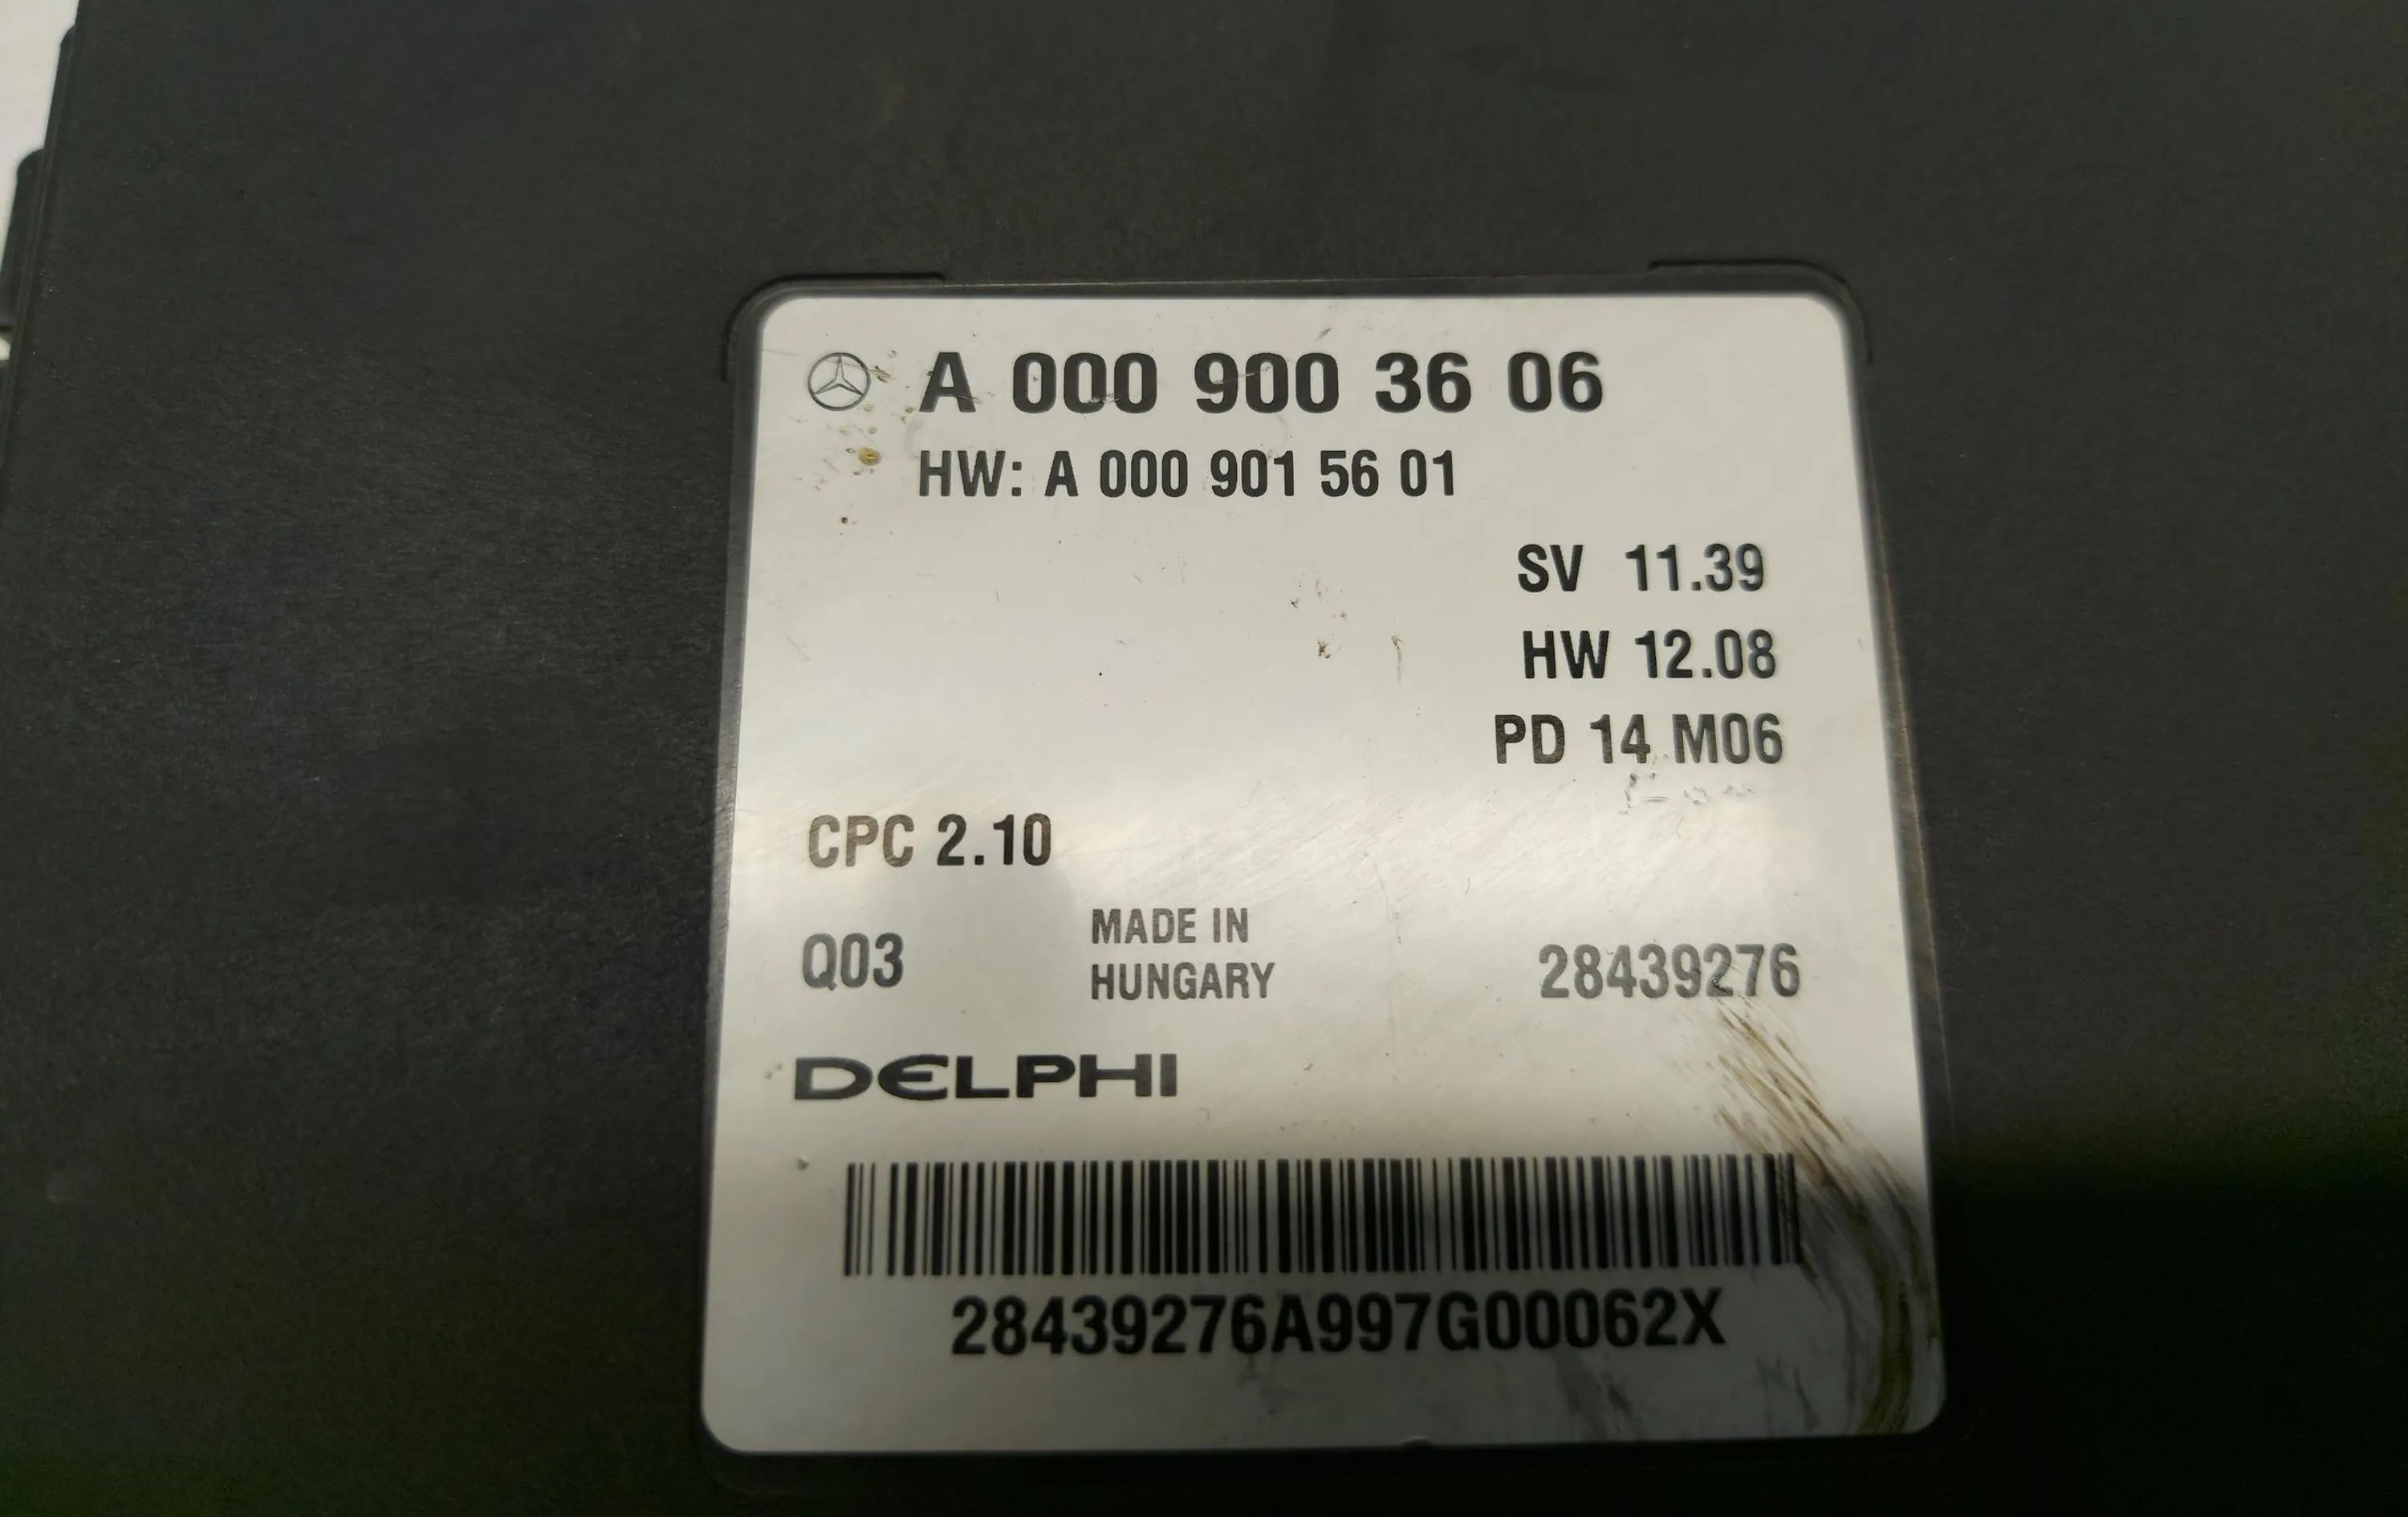 A 000 900 36 06
HW: A 000 901 56 01
SV 11.39
HW 12.08
PD 14 M06
CPC 2.10
Q03
MADE IN
HUNGARY
28439276
DELPHI
28439276A997G00062X